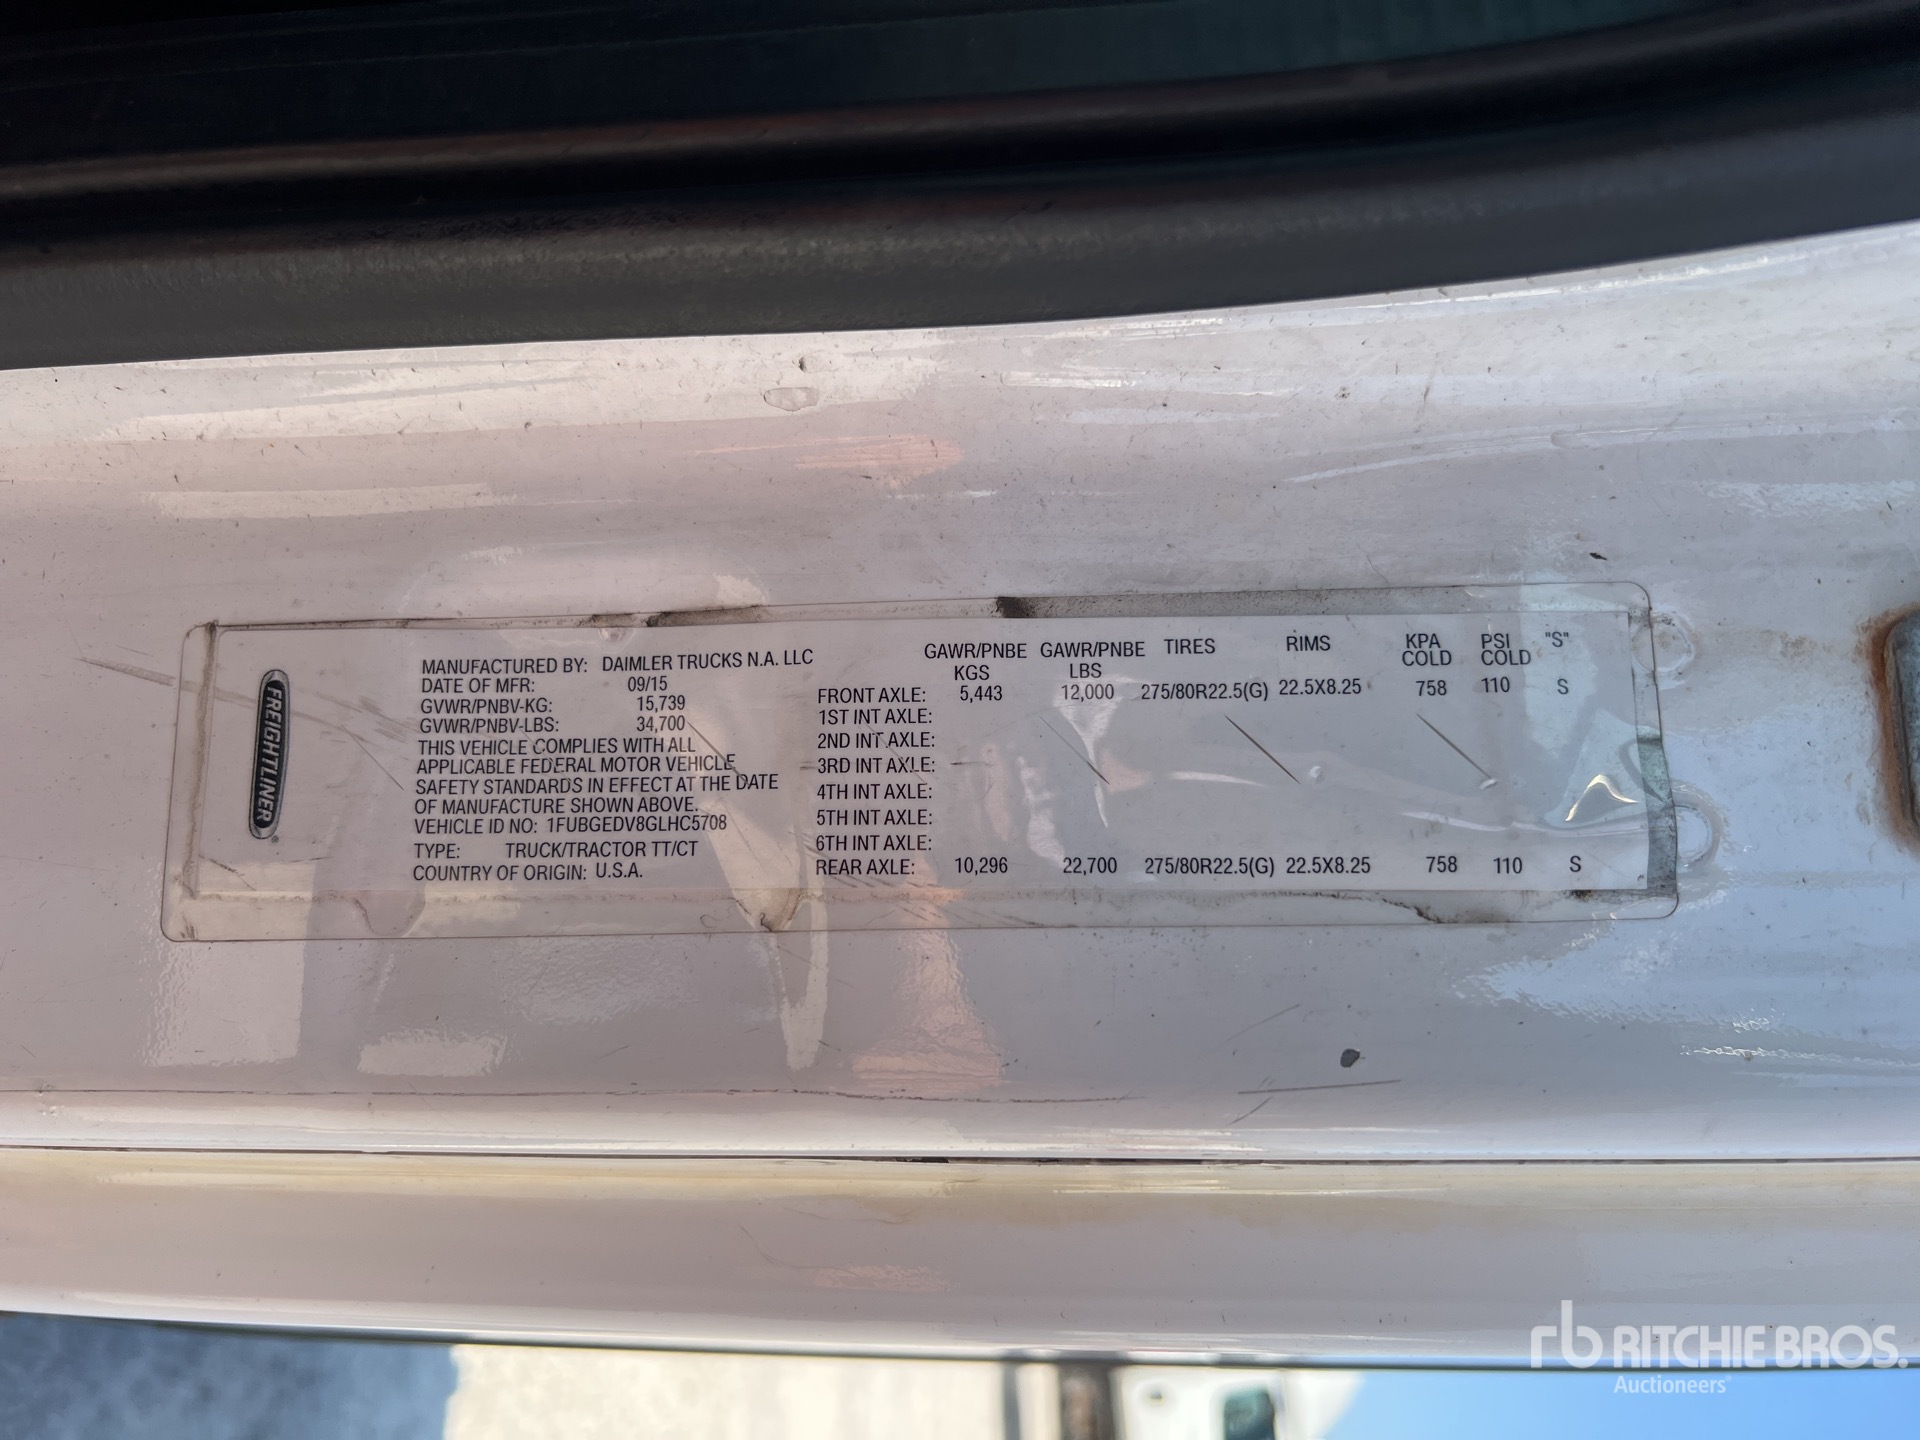 FREIGHTLINER
MANUFACTURED BY: DAIMLER TRUCKS N.A. LLC
DATE OF MFR: 09/15
GVWR/PNBV-KG: 15,739
GVWR/PNBV-LBS: 34,700
THIS VEHICLE COMPLIES WITH ALL
APPLICABLE FEDERAL MOTOR VEHICLE
SAFETY STANDARDS IN EFFECT AT THE DATE
OF MANUFACTURE SHOWN ABOVE.
VEHICLE ID NO: 1FUBGEDV8GLHC5708
TYPE: TRUCK/TRACTOR TT/CT
COUNTRY OF ORIGIN: U.S.A.
GAWR/PNBE GAWR/PNBE TIRES RIMS KPA PSI "S"
KGS LBS COLD COLD
FRONT AXLE: 5,443 12,000 275/80R22.5(G) 22.5X8.25 758 110 S
1ST INT AXLE:
2ND INT AXLE:
3RD INT AXLE:
4TH INT AXLE:
5TH INT AXLE:
6TH INT AXLE:
REAR AXLE: 10,296 22,700 275/80R22.5(G) 22.5X8.25 758 110 S
rb RITCHIE BROS.
Auctioneers